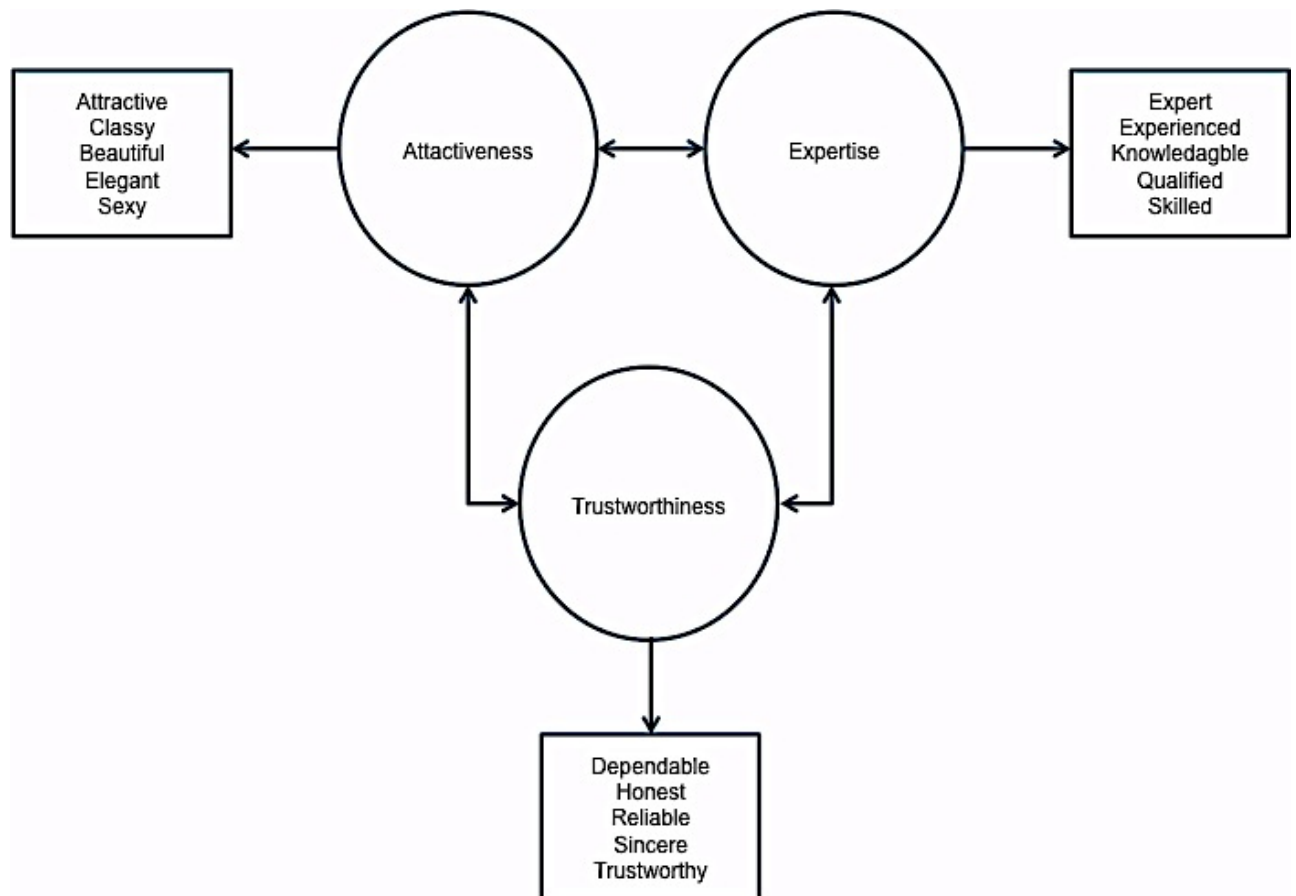 Attractive
Classy
Beautiful
Elegant
Sexy
Attactiveness
Expertise
Expert
Experienced
Knowledagble
Qualified
Skilled
Trustworthiness
Dependable
Honest
Reliable
Sincere
Trustworthy